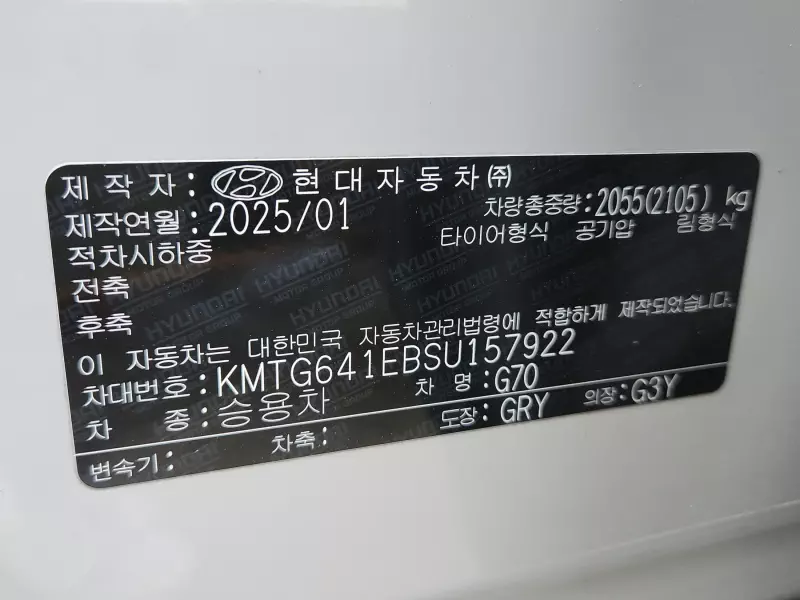 제 작 자 : 현 대 자 동 차 ㈜
제작연월 : 2025/01 차량총중량 : 2055(2105) kg
적차시하중 타이어형식 공기압 림형식
전축
후축
이 자동차는 대한민국 자동차관리법령에 적합하게 제작되었습니다.
차대번호 : KMTG641EBSU157922
차 종 : 승용차 차 명 : G70
변속기 : 차축 : 도장 : GRY 의장 : G3Y
HYUNDAI
MOTOR GROUP